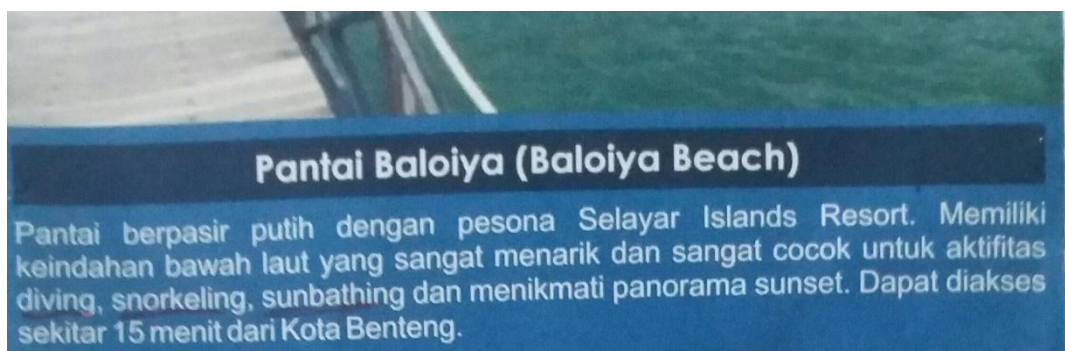 Pantai Baloiya (Baloiya Beach)
Pantai berpasir putih dengan pesona Selayar Islands Resort. Memiliki
keindahan bawah laut yang sangat menarik dan sangat cocok untuk aktifitas
diving, snorkeling, sunbathing dan menikmati panorama sunset. Dapat diakses
sekitar 15 menit dari Kota Benteng.